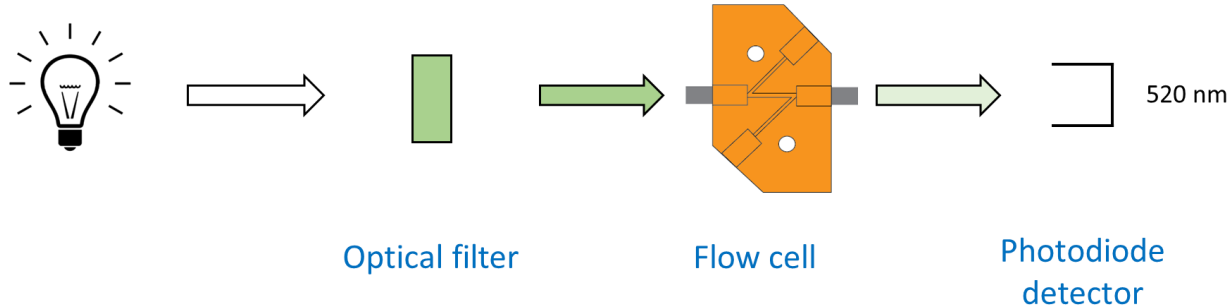 520 nm
Optical filter
Flow cell
Photodiode
detector